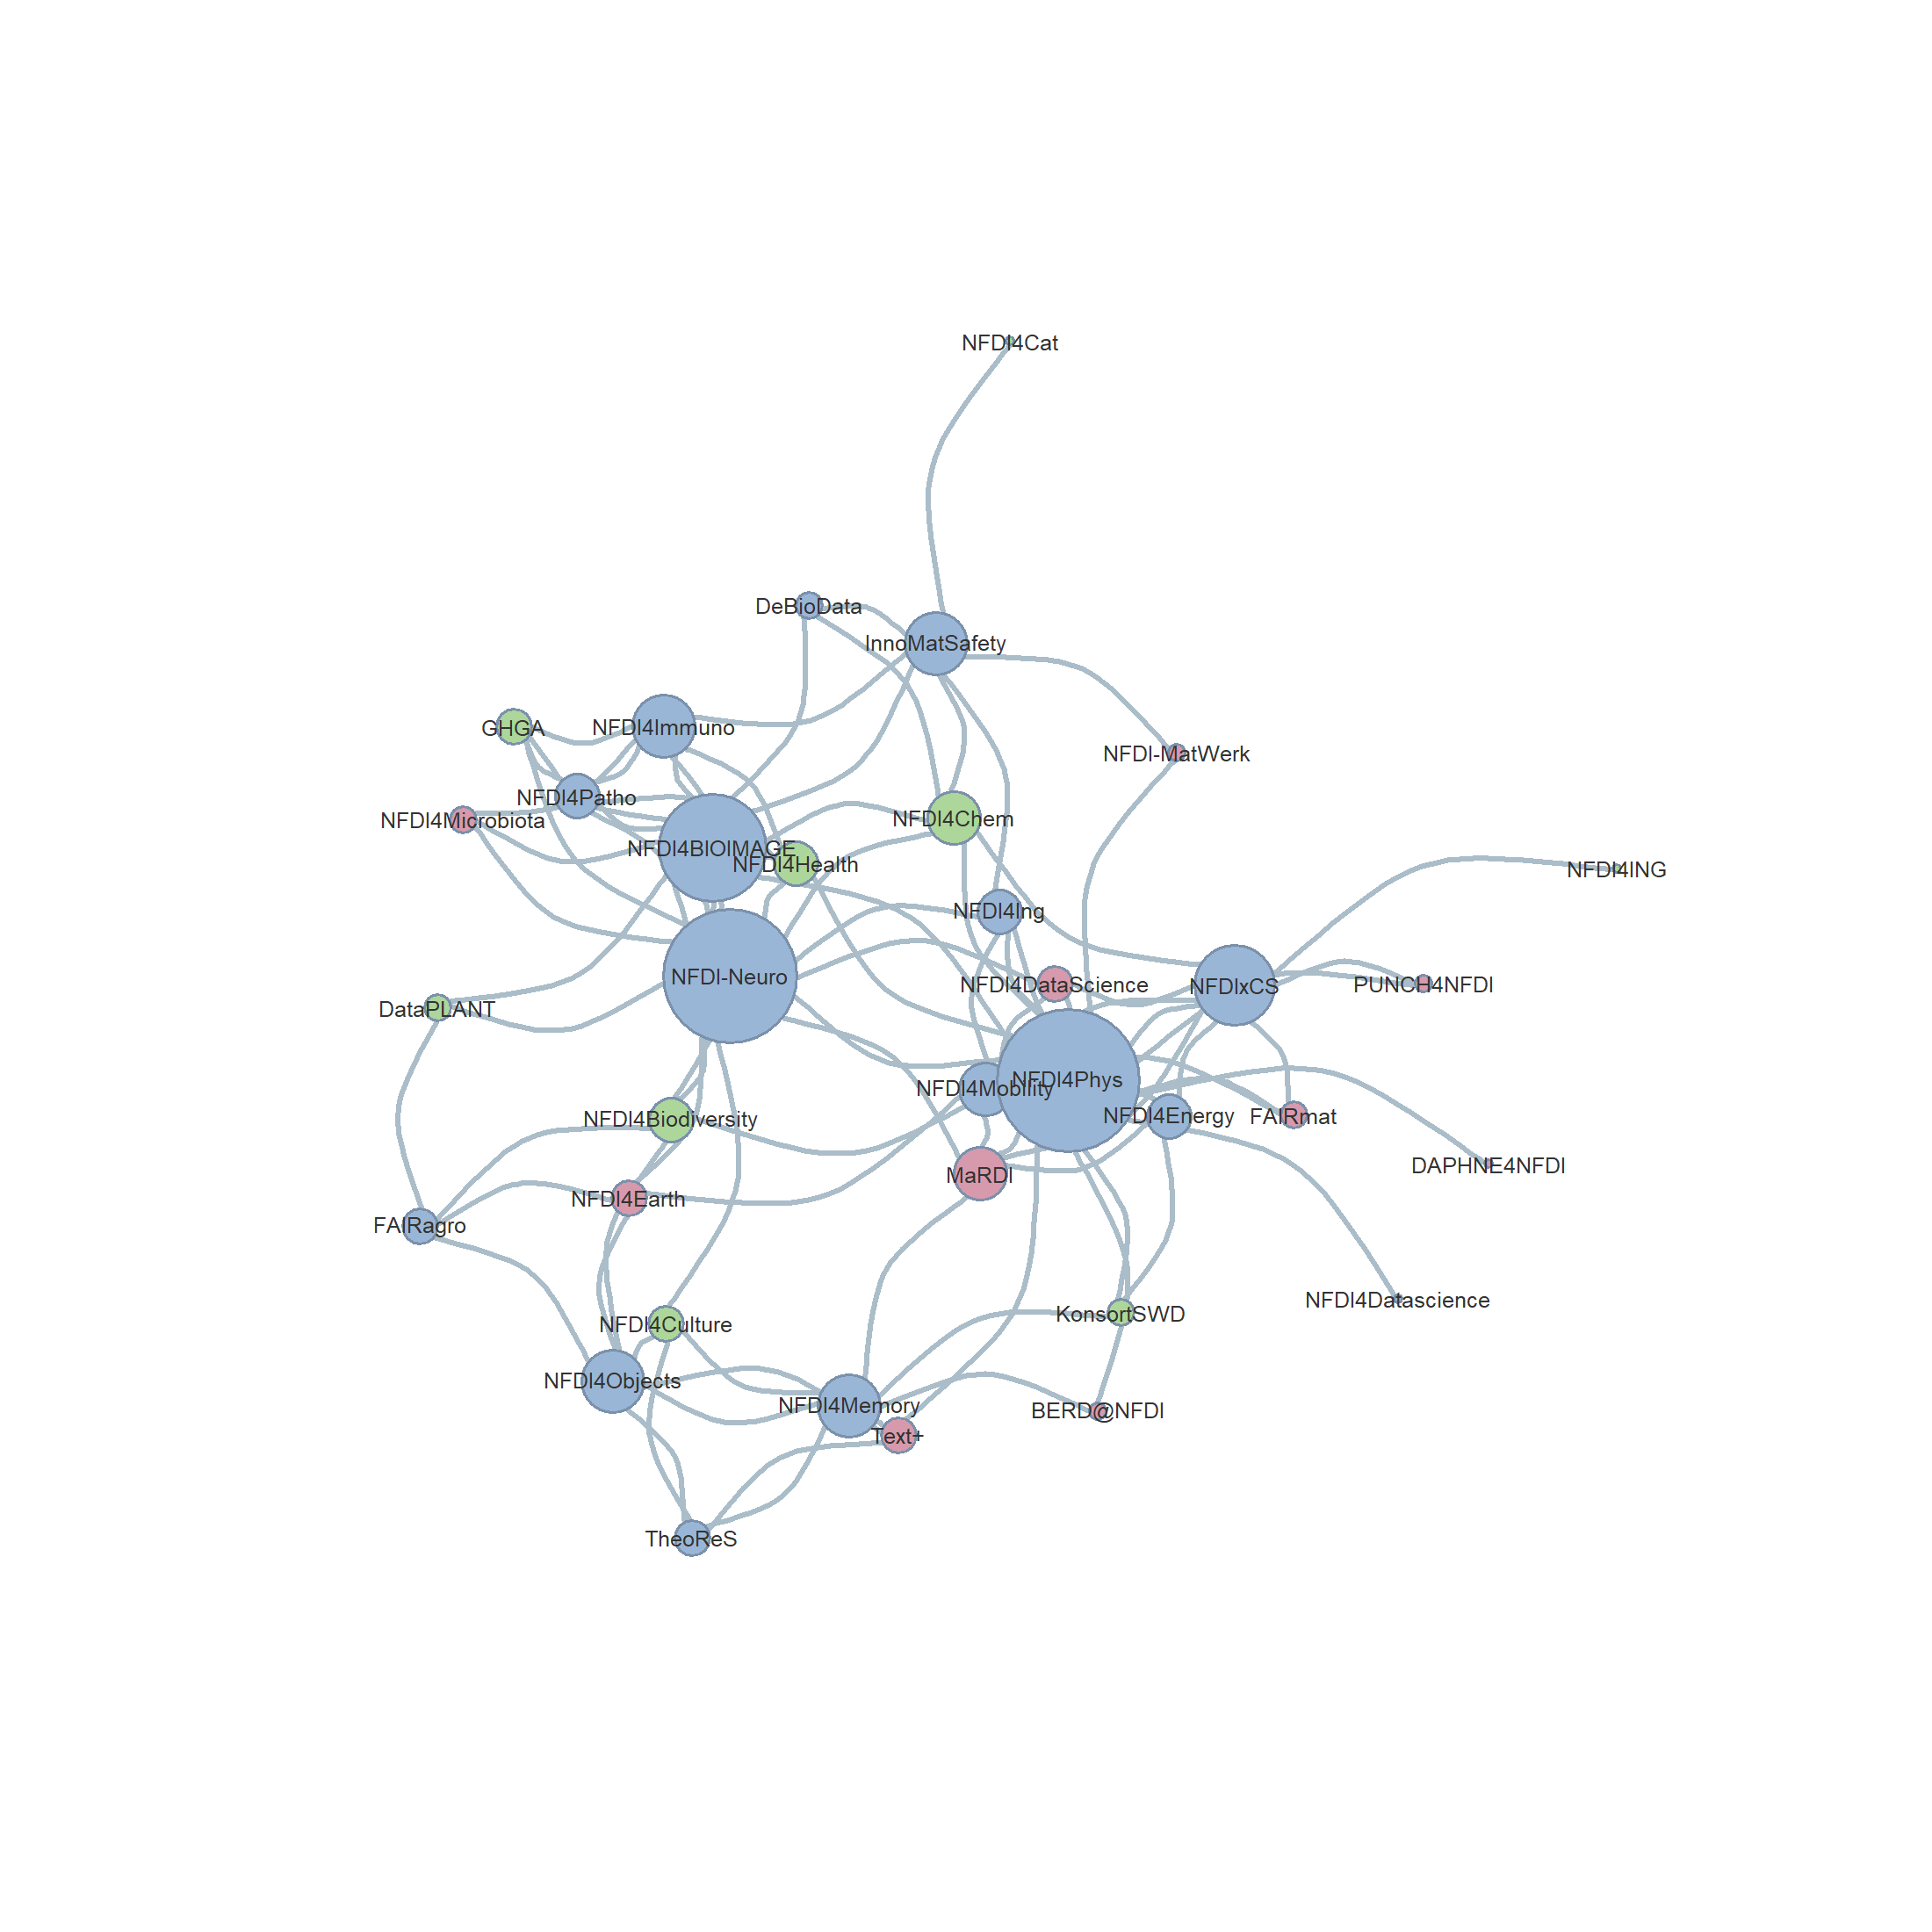 NFDI4Cat
DeBioData
InnoMatSafety
GHGA
NFDI4Immuno
NFDI-MatWerk
NFDI4Patho
NFDI4Microbiota
NFDI4Chem
NFDI4BIOIMAGE
NFDI4Health
NFDI4ING
NFDI4Ing
NFDI-Neuro
NFDI4DataScience
NFDIxCS
PUNCH4NFDI
DataPLANT
NFDI4Phys
NFDI4Mobility
NFDI4Energy
FAIRmat
NFDI4Biodiversity
DAPHNE4NFDI
MaRDI
NFDI4Earth
FAIRagro
NFDI4Datascience
KonsortSWD
NFDI4Culture
NFDI4Objects
NFDI4Memory
BERD@NFDI
Text+
TheoReS